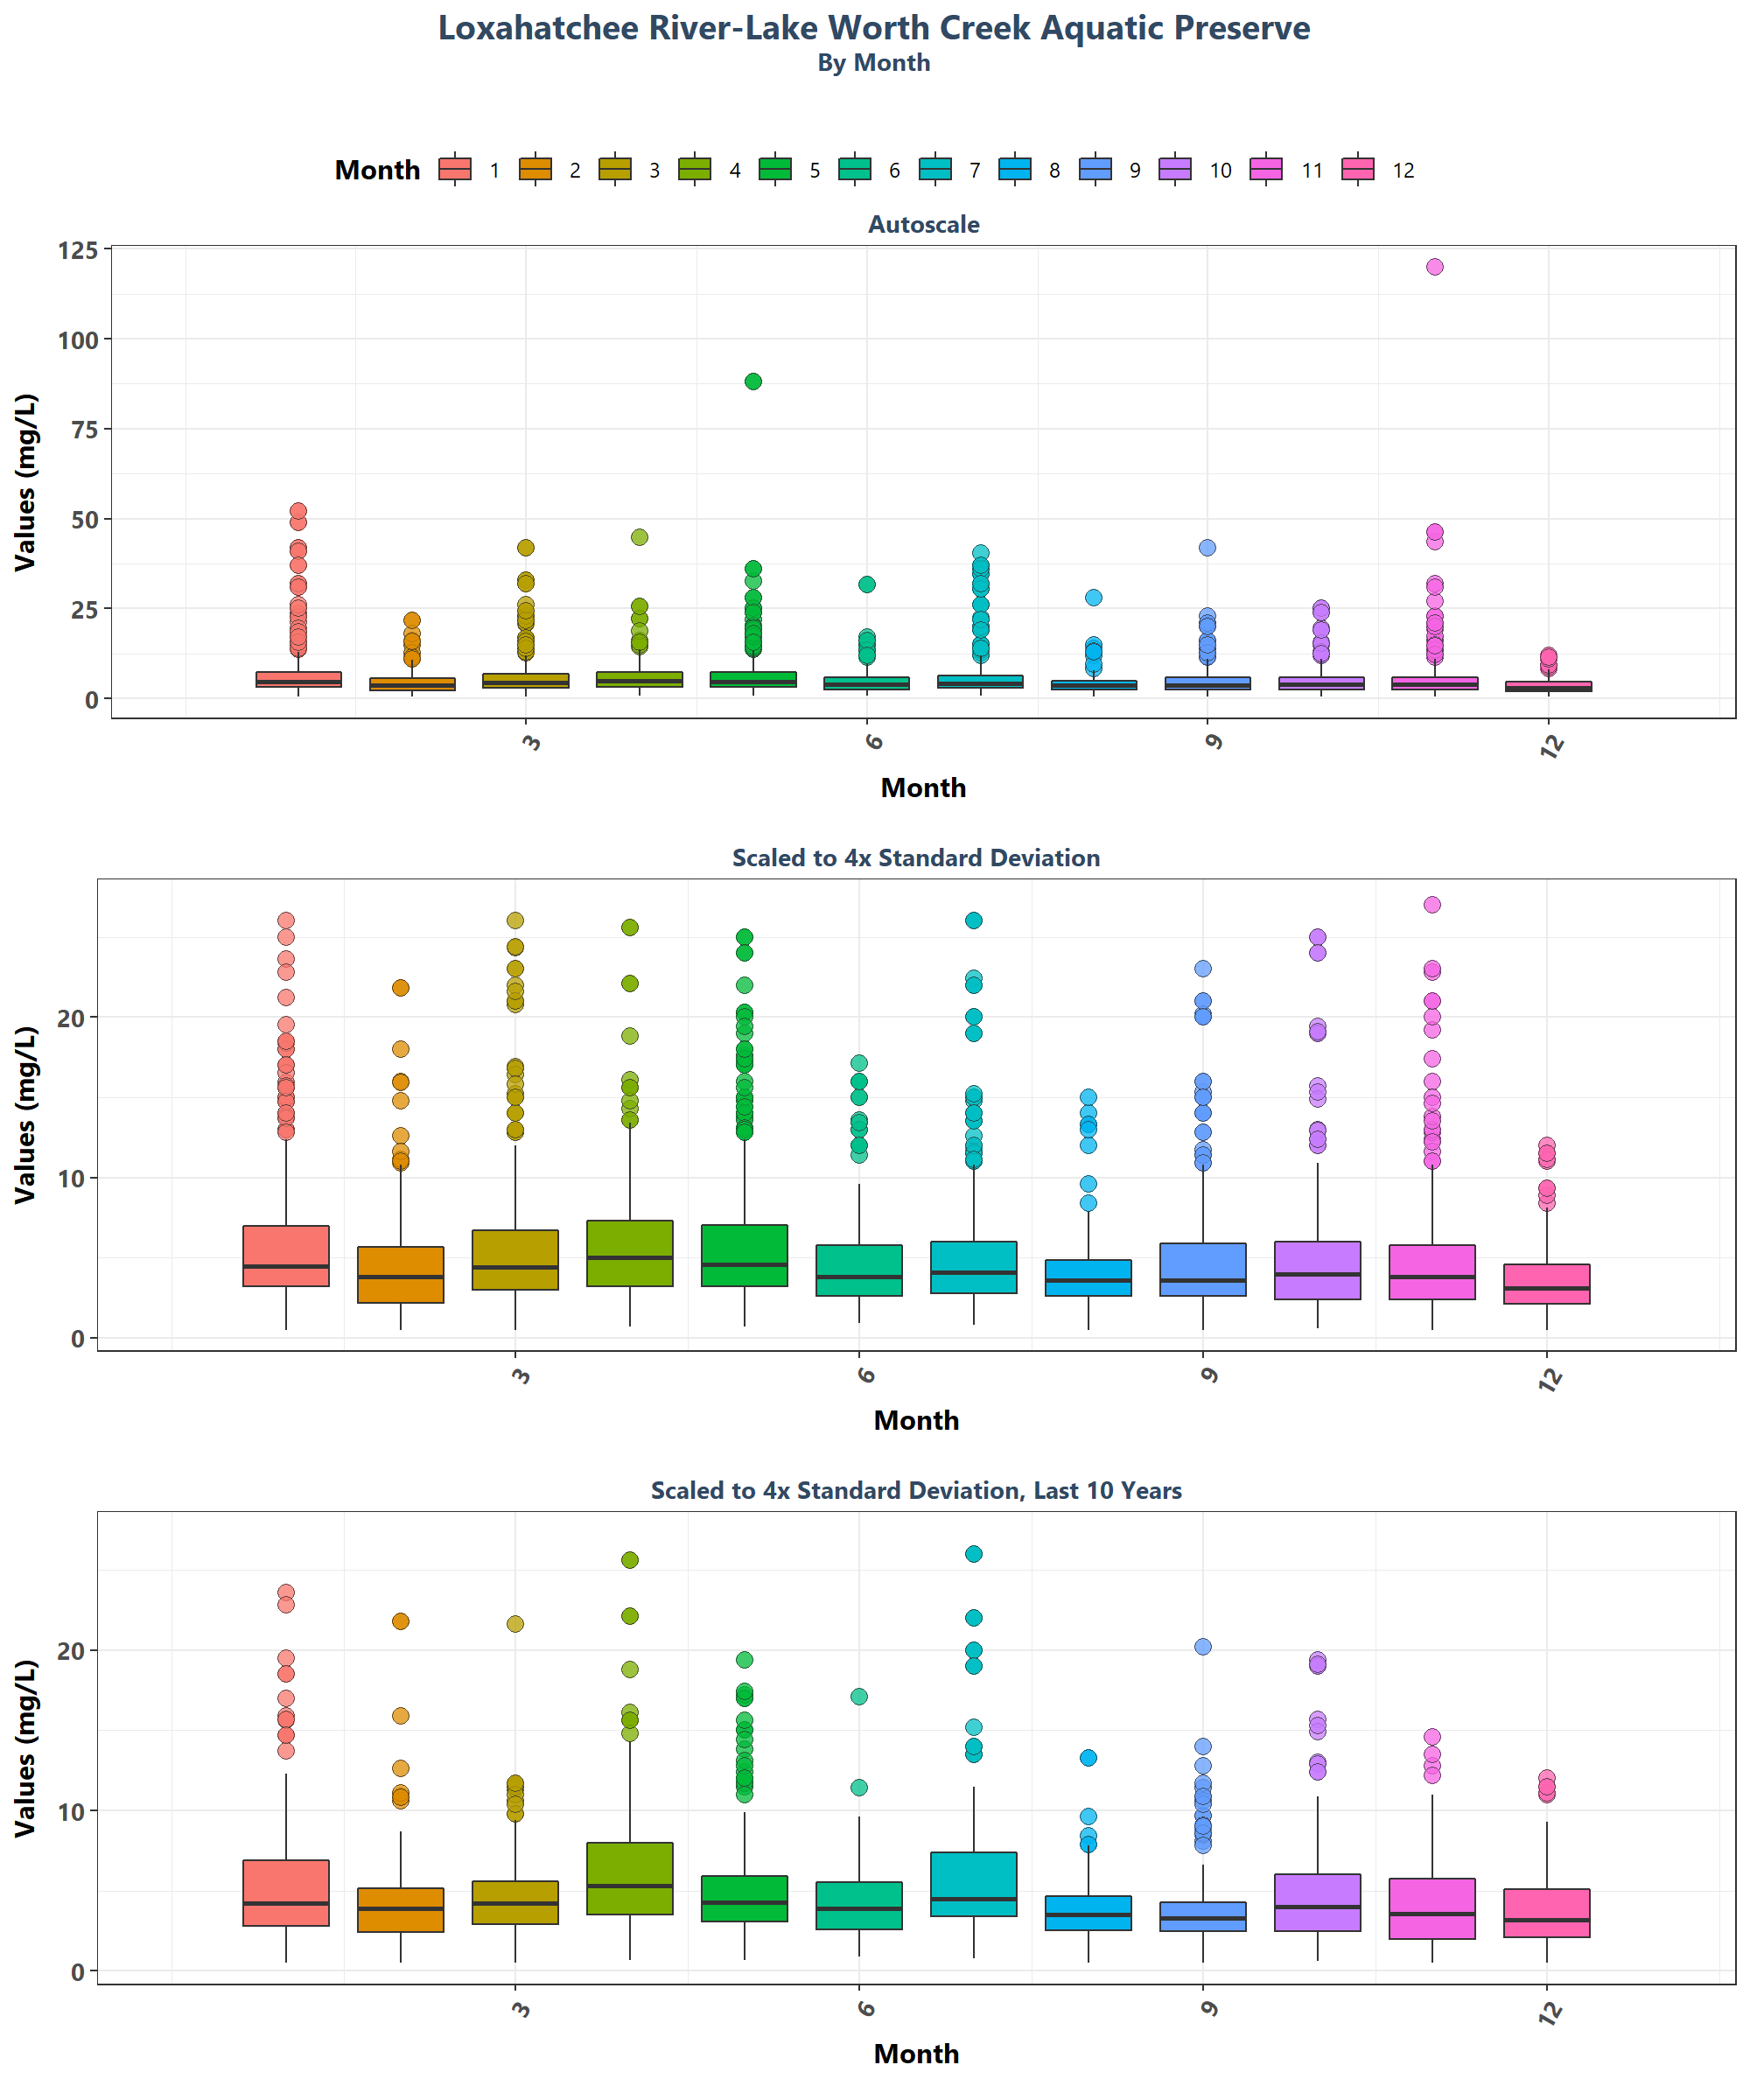 Loxahatchee River-Lake Worth Creek Aquatic Preserve
By Month
Month 1 2 3 4 5 6 7 8 9 10 11 12
Autoscale
Values (mg/L)
125
100
75
50
25
0
3 6 9 12
Month
Scaled to 4x Standard Deviation
Values (mg/L)
20
10
0
3 6 9 12
Month
Scaled to 4x Standard Deviation, Last 10 Years
Values (mg/L)
20
10
0
3 6 9 12
Month